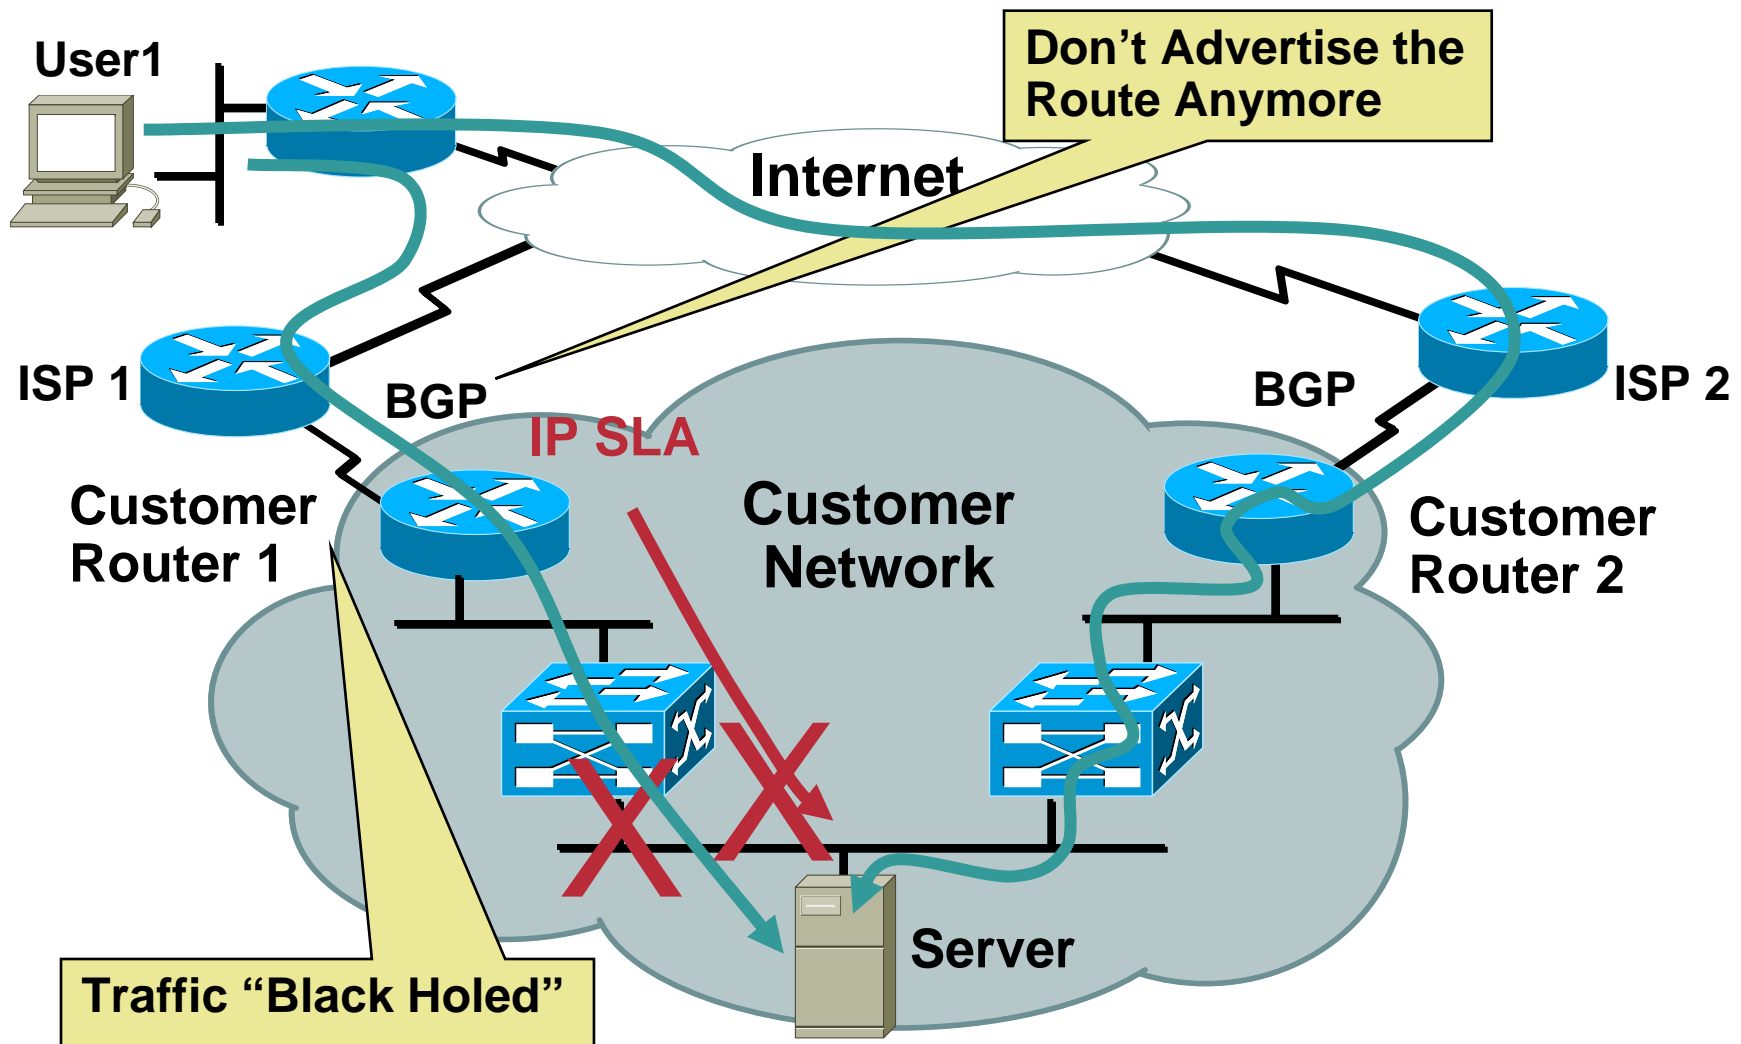 User1
Don’t Advertise the
Route Anymore
Internet
ISP 1
BGP
IP SLA
BGP
ISP 2
Customer
Router 1
Customer
Network
Customer
Router 2
Server
Traffic “Black Holed”